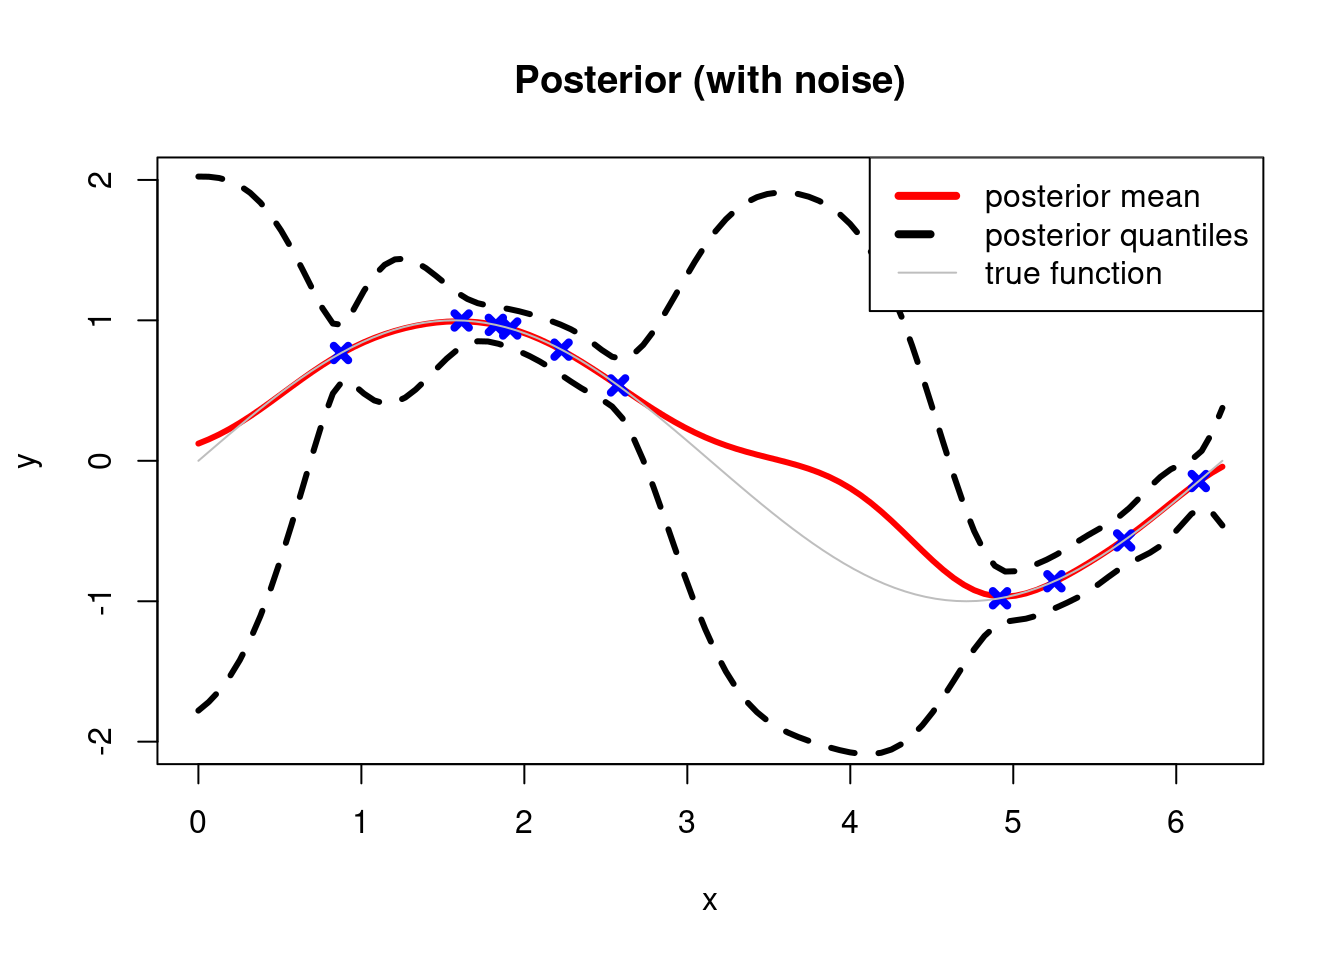 Posterior (with noise)
posterior mean
posterior quantiles
true function
y
2
1
0
-1
-2
0 1 2 3 4 5 6
x